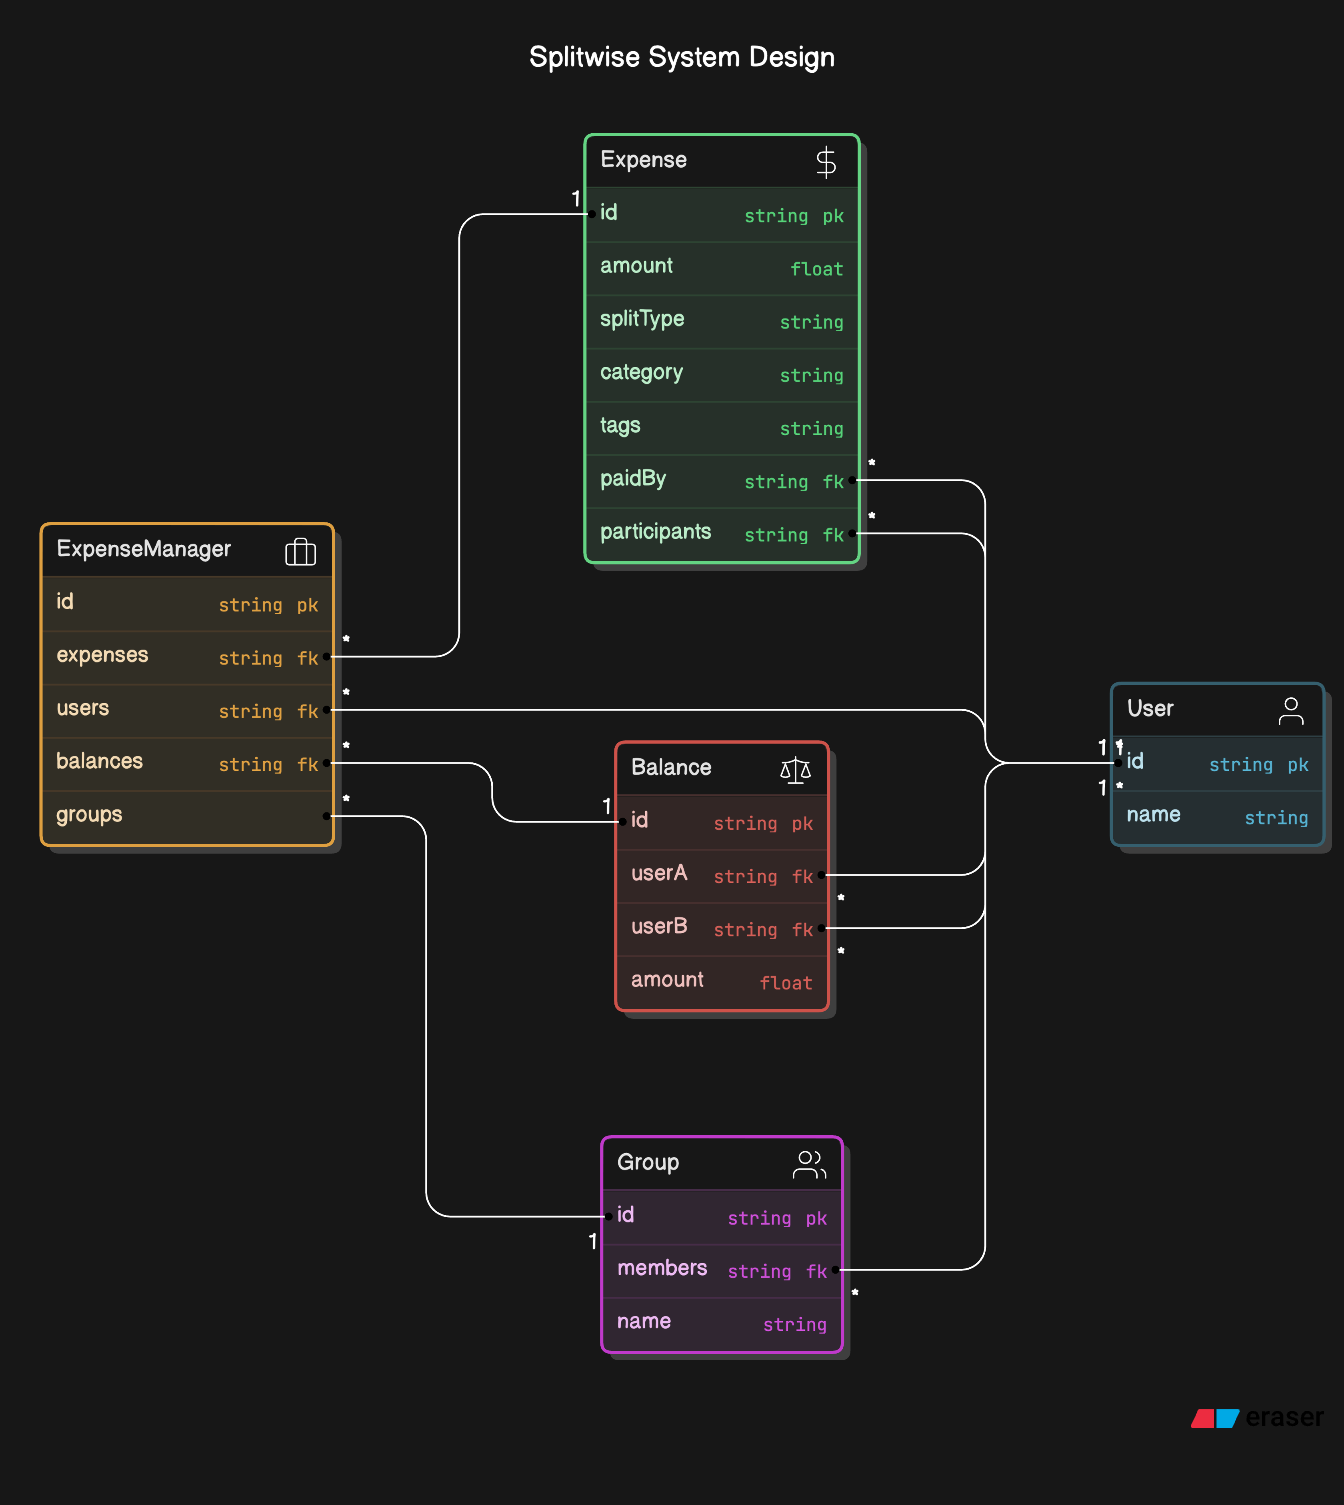 Splitwise System Design
Expense
1
id string pk
amount float
splitType string
category string
tags string
*
paidBy string fk
*
participants string fk
ExpenseManager
id string pk
*
expenses string fk
*
users string fk
*
balances string fk
*
groups
User
1 *
id string pk
1 *
name string
Balance
1
id string pk
userA string fk
*
userB string fk
*
amount float
Group
id string pk
1
members string fk
*
name string
eraser